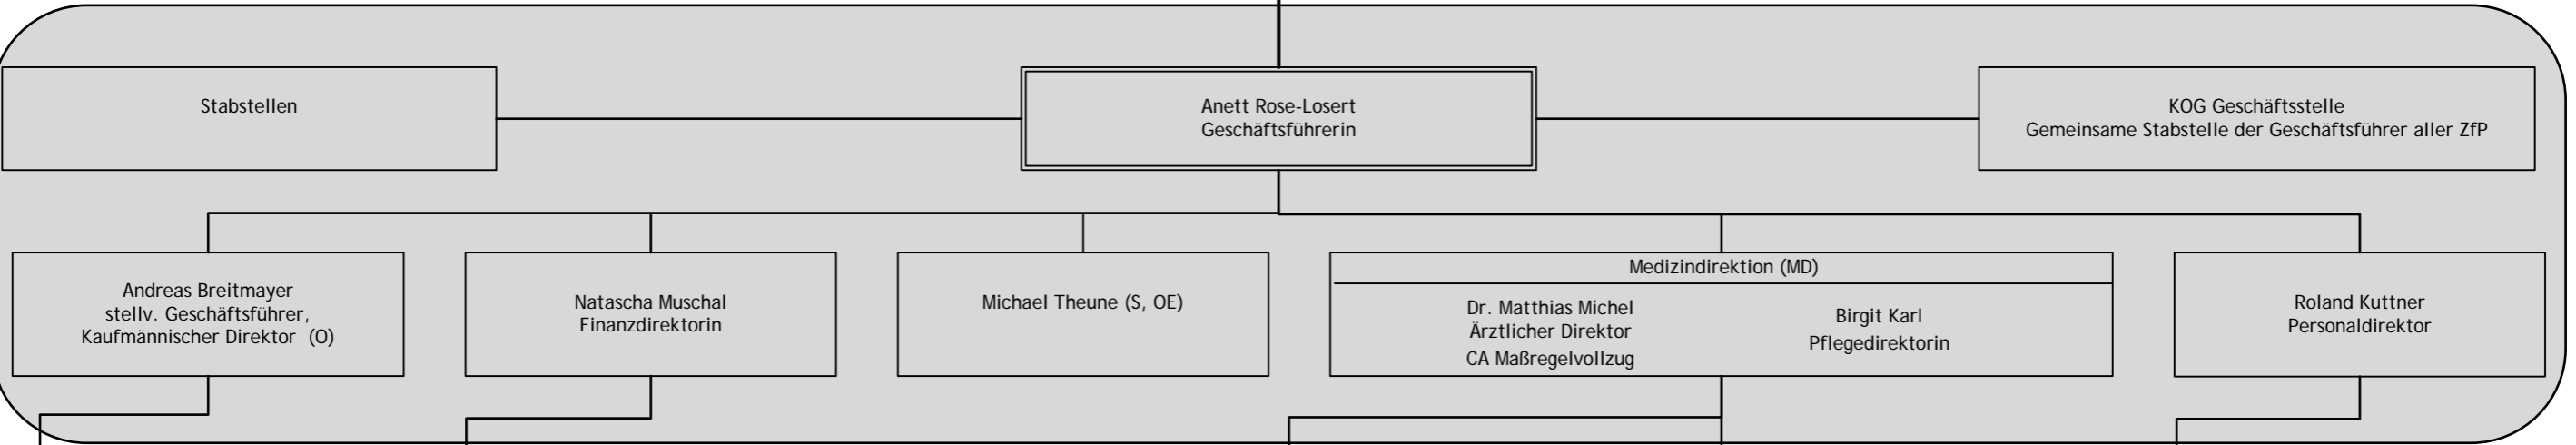 Stabstellen
Anett Rose-Losert
Geschäftsführerin
KOG Geschäftsstelle
Gemeinsame Stabstelle der Geschäftsführer aller ZfP
Andreas Breitmayer
stellv. Geschäftsführer,
Kaufmännischer Direktor (O)
Natascha Muschal
Finanzdirektorin
Michael Theune (S, OE)
Medizindirektion (MD)
Dr. Matthias Michel
Ärztlicher Direktor
CA Maßregelvollzug
Birgit Karl
Pflegedirektorin
Roland Kuttner
Personaldirektor